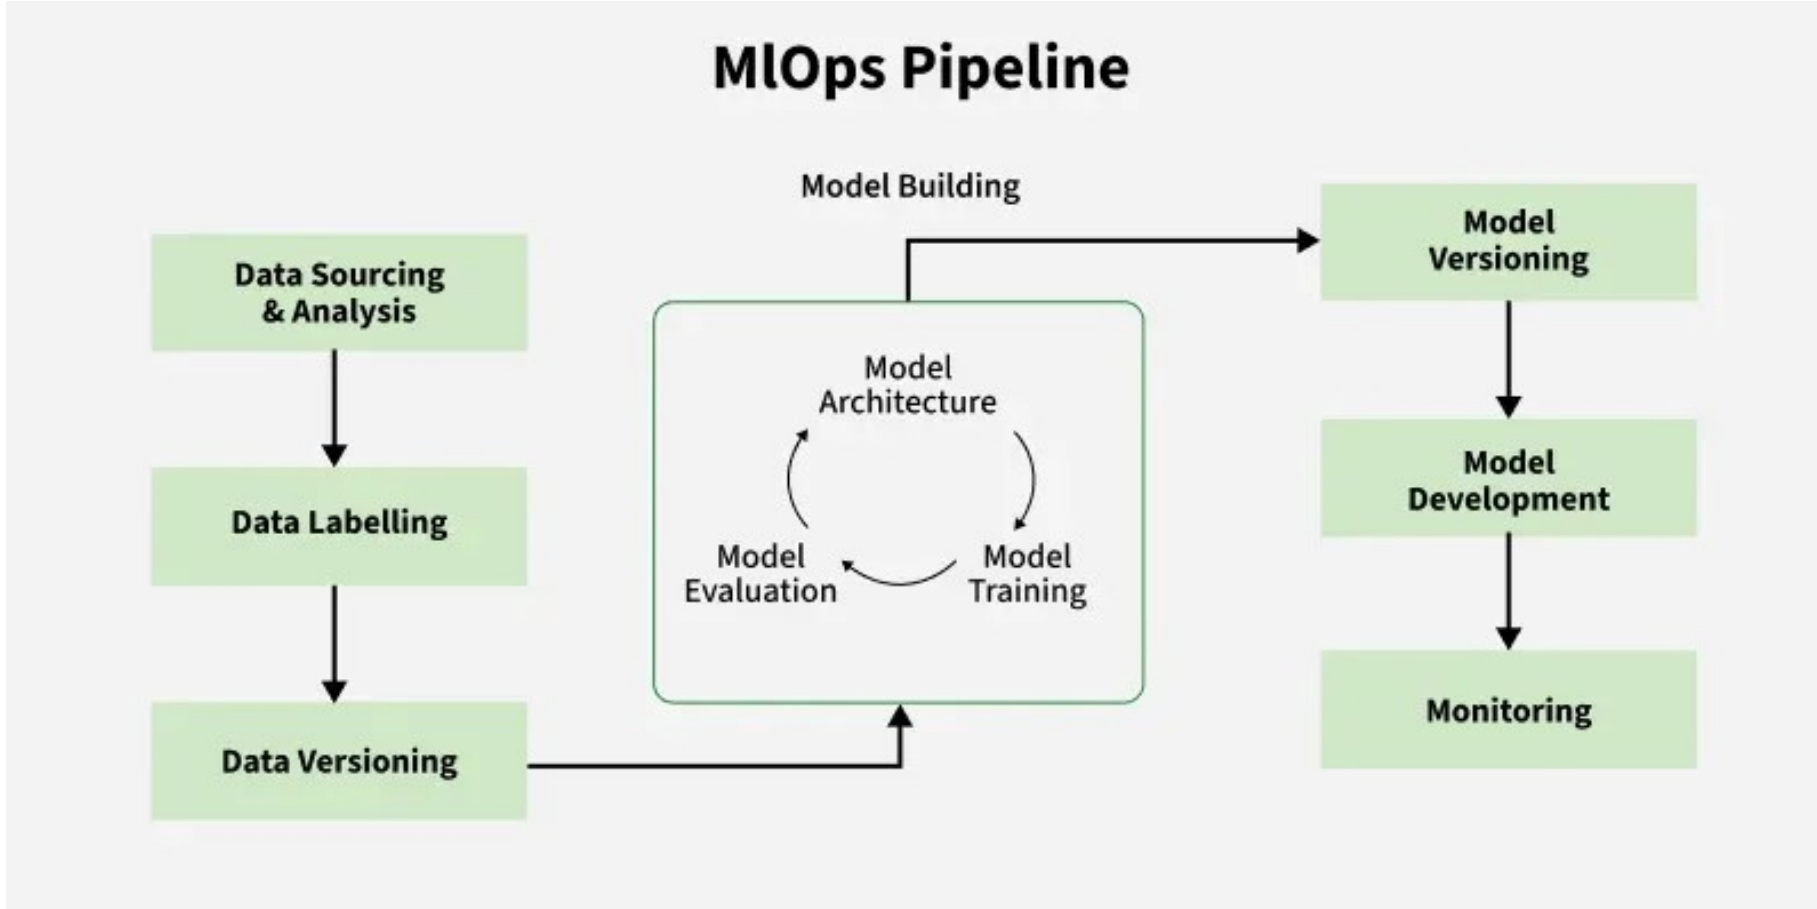 MlOps Pipeline
Data Sourcing
& Analysis
Data Labelling
Data Versioning
Model Building
Model
Architecture
Model
Training
Model
Evaluation
Model
Versioning
Model
Development
Monitoring